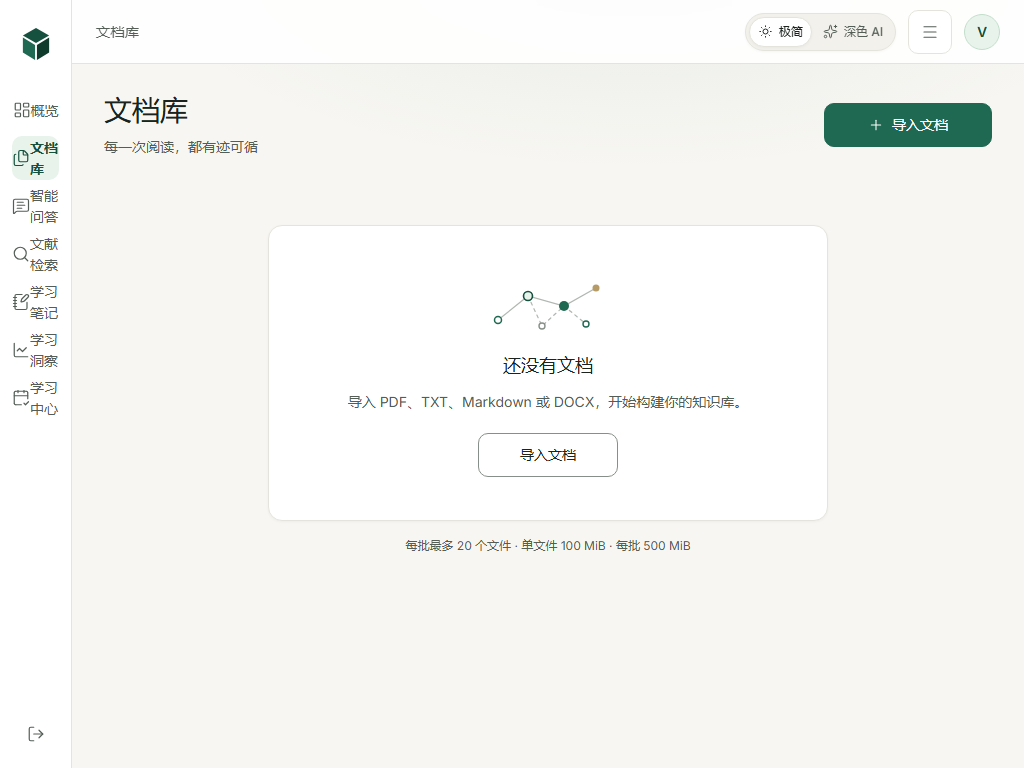 文档库
极简
深色 AI
V
概览
文档
库
智能
问答
文献
检索
学习
笔记
学习
洞察
学习
中心
文档库
每一次阅读，都有迹可循
导入文档
还没有文档
导入 PDF、TXT、Markdown 或 DOCX，开始构建你的知识库。
导入文档
每批最多 20 个文件 · 单文件 100 MiB · 每批 500 MiB